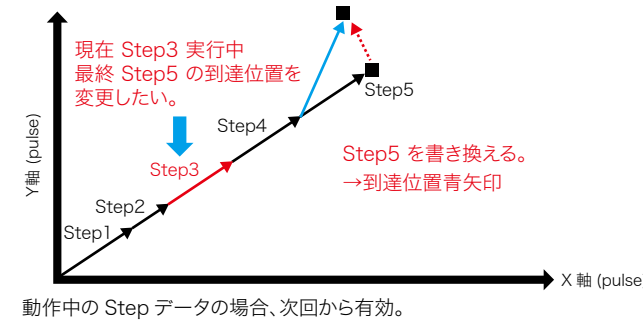 現在 Step3 実行中
最終 Step5 の到達位置を
変更したい。
Step5
Step4
Step3
Step2
Step1
Step5 を書き換える。
→到達位置青矢印
Y軸 (pulse)
X 軸 (pulse
動作中の Step データの場合、次回から有効。